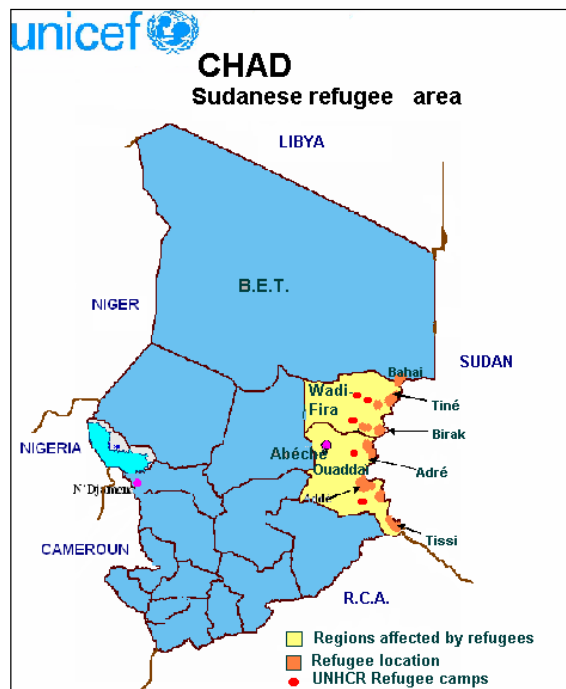 unicef
CHAD
Sudanese refugee area
LIBYA
B.E.T.
NIGER
SUDAN
Bahai
Wadi-
Fira
Tiné
Birak
NIGERIA
Abéché
Ouaddai
Adré
N'Djamena
Adde
CAMEROUN
Tissi
R.C.A.
Regions affected by refugees
Refugee location
UNHCR Refugee camps